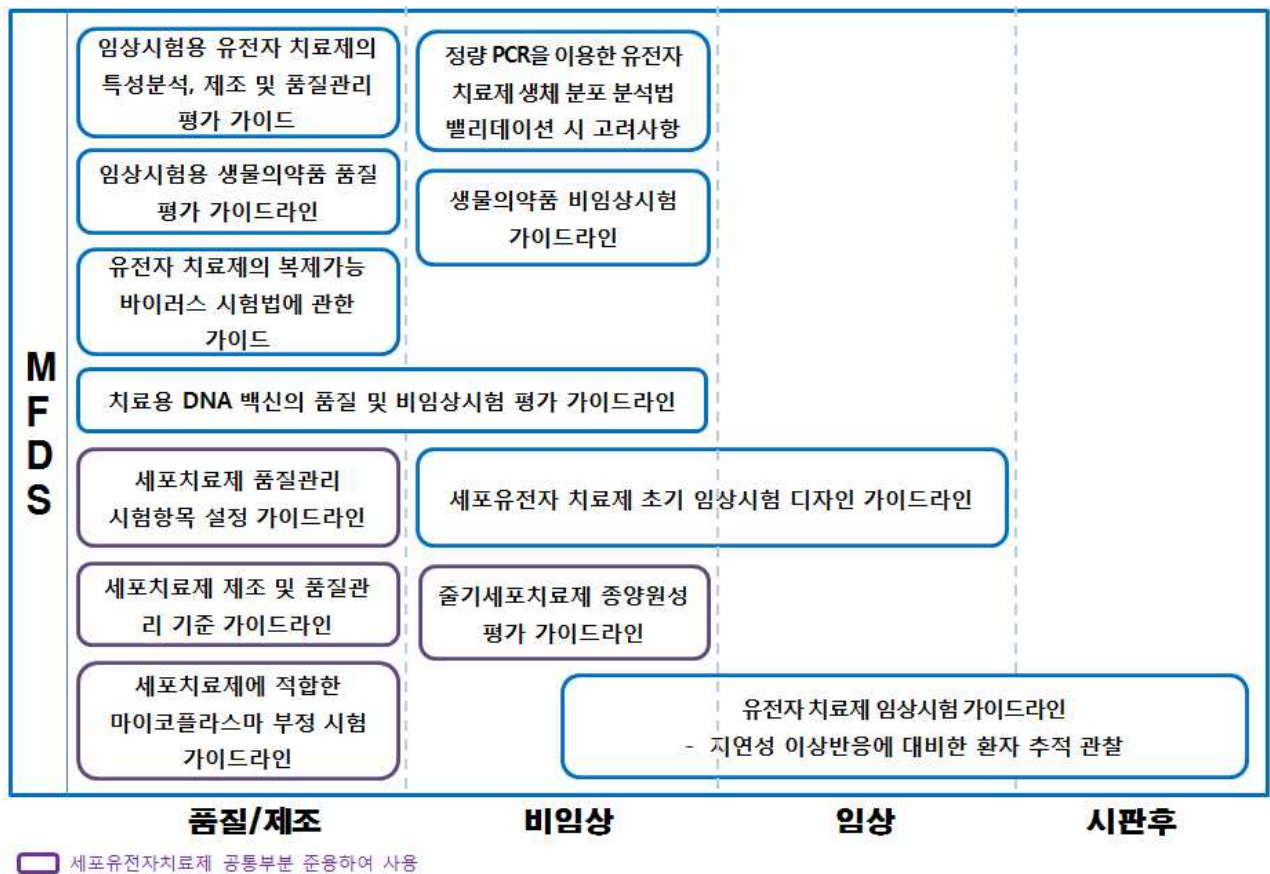 MFDS
임상시험용 유전자 치료제의
특성분석, 제조 및 품질관리
평가 가이드
정량 PCR을 이용한 유전자
치료제 생체 분포 분석법
밸리데이션 시 고려사항
임상시험용 생물의약품 품질
평가 가이드라인
생물의약품 비임상시험
가이드라인
유전자 치료제의 복제가능
바이러스 시험법에 관한
가이드
치료용 DNA 백신의 품질 및 비임상시험 평가 가이드라인
세포치료제 품질관리
시험항목 설정 가이드라인
세포유전자 치료제 초기 임상시험 디자인 가이드라인
세포치료제 제조 및 품질관
리 기준 가이드라인
줄기세포치료제 종양원성
평가 가이드라인
세포치료제에 적합한
마이코플라스마 부정 시험
가이드라인
유전자 치료제 임상시험 가이드라인
- 지연성 이상반응에 대비한 환자 추적 관찰
품질/제조
비임상
임상
시판후
세포유전자치료제 공통부분 준용하여 사용